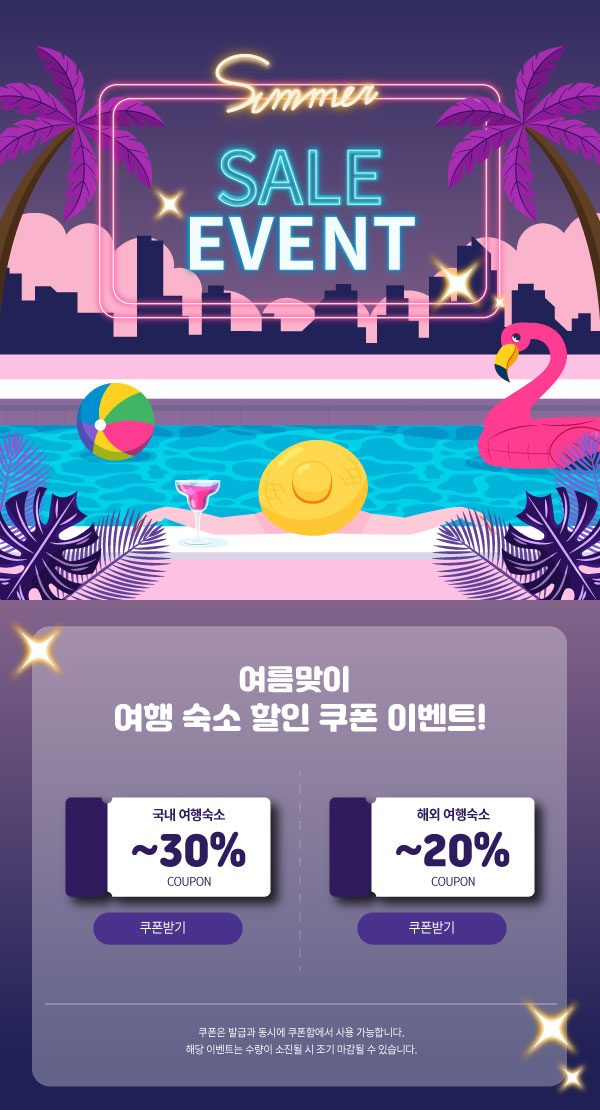 Summer
SALE
EVENT
여름맞이
여행 숙소 할인 쿠폰 이벤트!
국내 여행숙소
~30%
COUPON
쿠폰받기
해외 여행숙소
~20%
COUPON
쿠폰받기
쿠폰은 발급과 동시에 쿠폰함에서 사용 가능합니다.
해당 이벤트는 수량이 소진될 시 조기 마감될 수 있습니다.